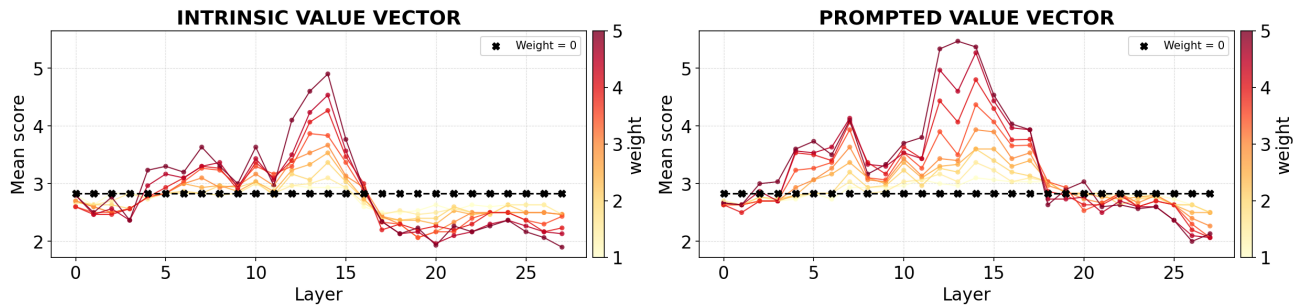 INTRINSIC VALUE VECTOR
Mean score
5
4
3
2
Weight = 0
0 5 10 15 20 25
Layer
5
4
3
2
1
weight
PROMPTED VALUE VECTOR
Mean score
5
4
3
2
Weight = 0
0 5 10 15 20 25
Layer
5
4
3
2
1
weight